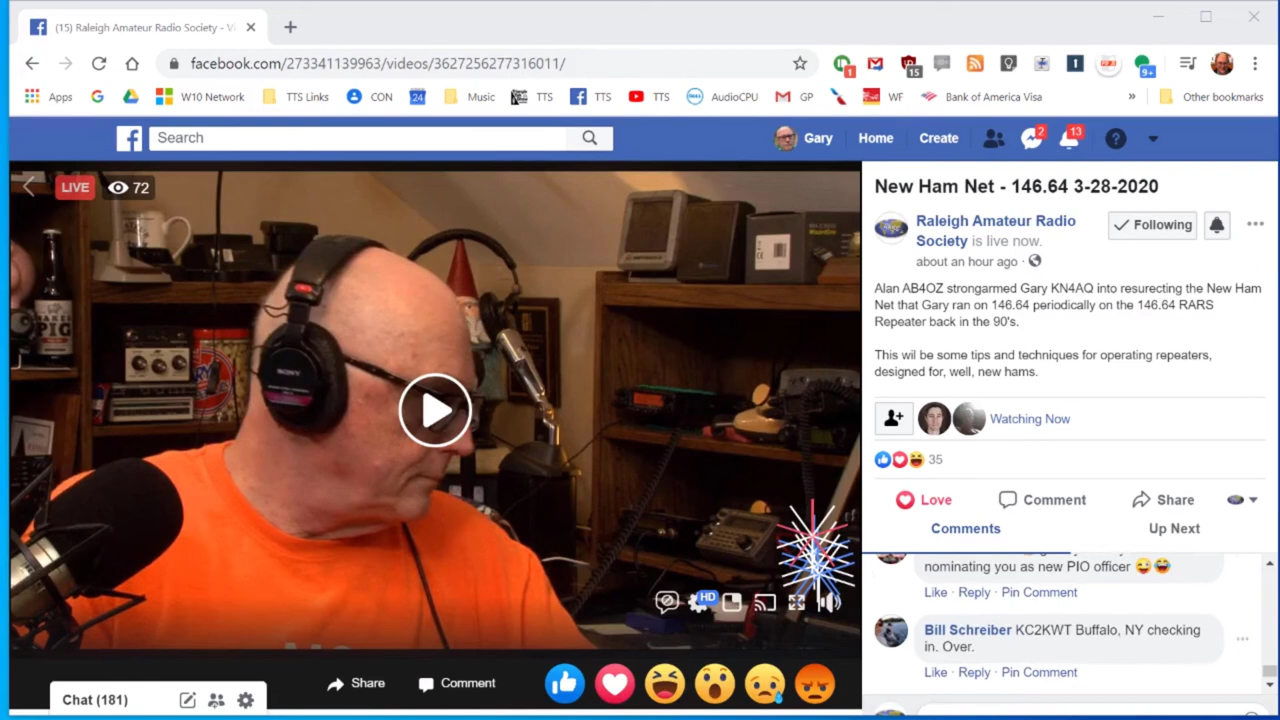 (15) Raleigh Amateur Radio Society - V
facebook.com/273341139963/videos/3627256277316011/
1
15
9+
Apps
W10 Network
TTS Links
CON
24
Music
TTS
TTS
TTS
AudioCPU
GP
WF
Bank of America Visa
»
Other bookmarks
Search
Gary
Home
Create
2
13
LIVE
72
New Ham Net - 146.64 3-28-2020
Raleigh Amateur Radio
Society is live now.
about an hour ago ·
Following
Alan AB4OZ strongarmed Gary KN4AQ into resurecting the New Ham
Net that Gary ran on 146.64 periodically on the 146.64 RARS
Repeater back in the 90's.
This wil be some tips and techniques for operating repeaters,
designed for, well, new hams.
Watching Now
35
Love
Comment
Share
Comments
Up Next
nominating you as new PIO officer
Like · Reply · Pin Comment
Bill Schreiber KC2KWT Buffalo, NY checking
in. Over.
Like · Reply · Pin Comment
PIG
SONY
HD
Share
Comment
Chat (181)